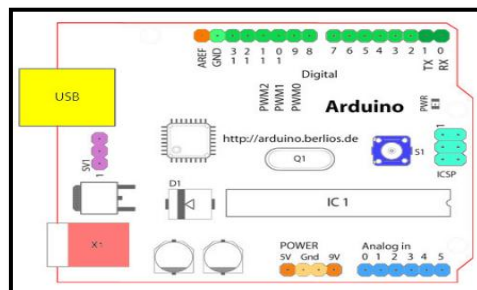 AREF
GND
13
12
11
10
9
8
7
6
5
4
3
2
1
0
TX
RX
Digital
USB
PWM2
PWM1
PWM0
Arduino
PWR
SV1
1
http://arduino.berlios.de
Q1
S1
1
ICSP
D1
IC 1
X1
POWER
5V Gnd 9V
Analog in
0 1 2 3 4 5